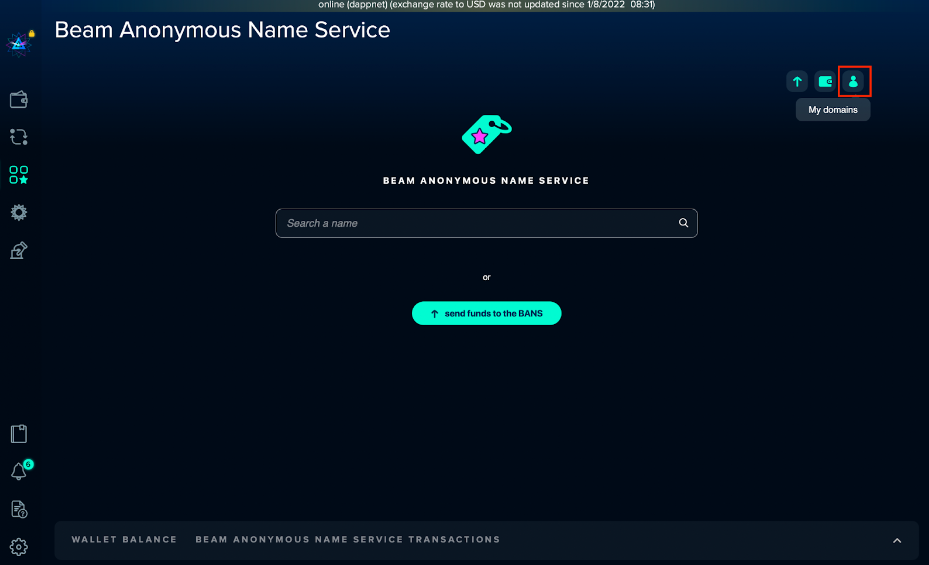 online (dappnet) (exchange rate to USD was not updated since 1/8/2022 08:31)
Beam Anonymous Name Service
My domains
BEAM ANONYMOUS NAME SERVICE
Search a name
or
send funds to the BANS
6
WALLET BALANCE BEAM ANONYMOUS NAME SERVICE TRANSACTIONS